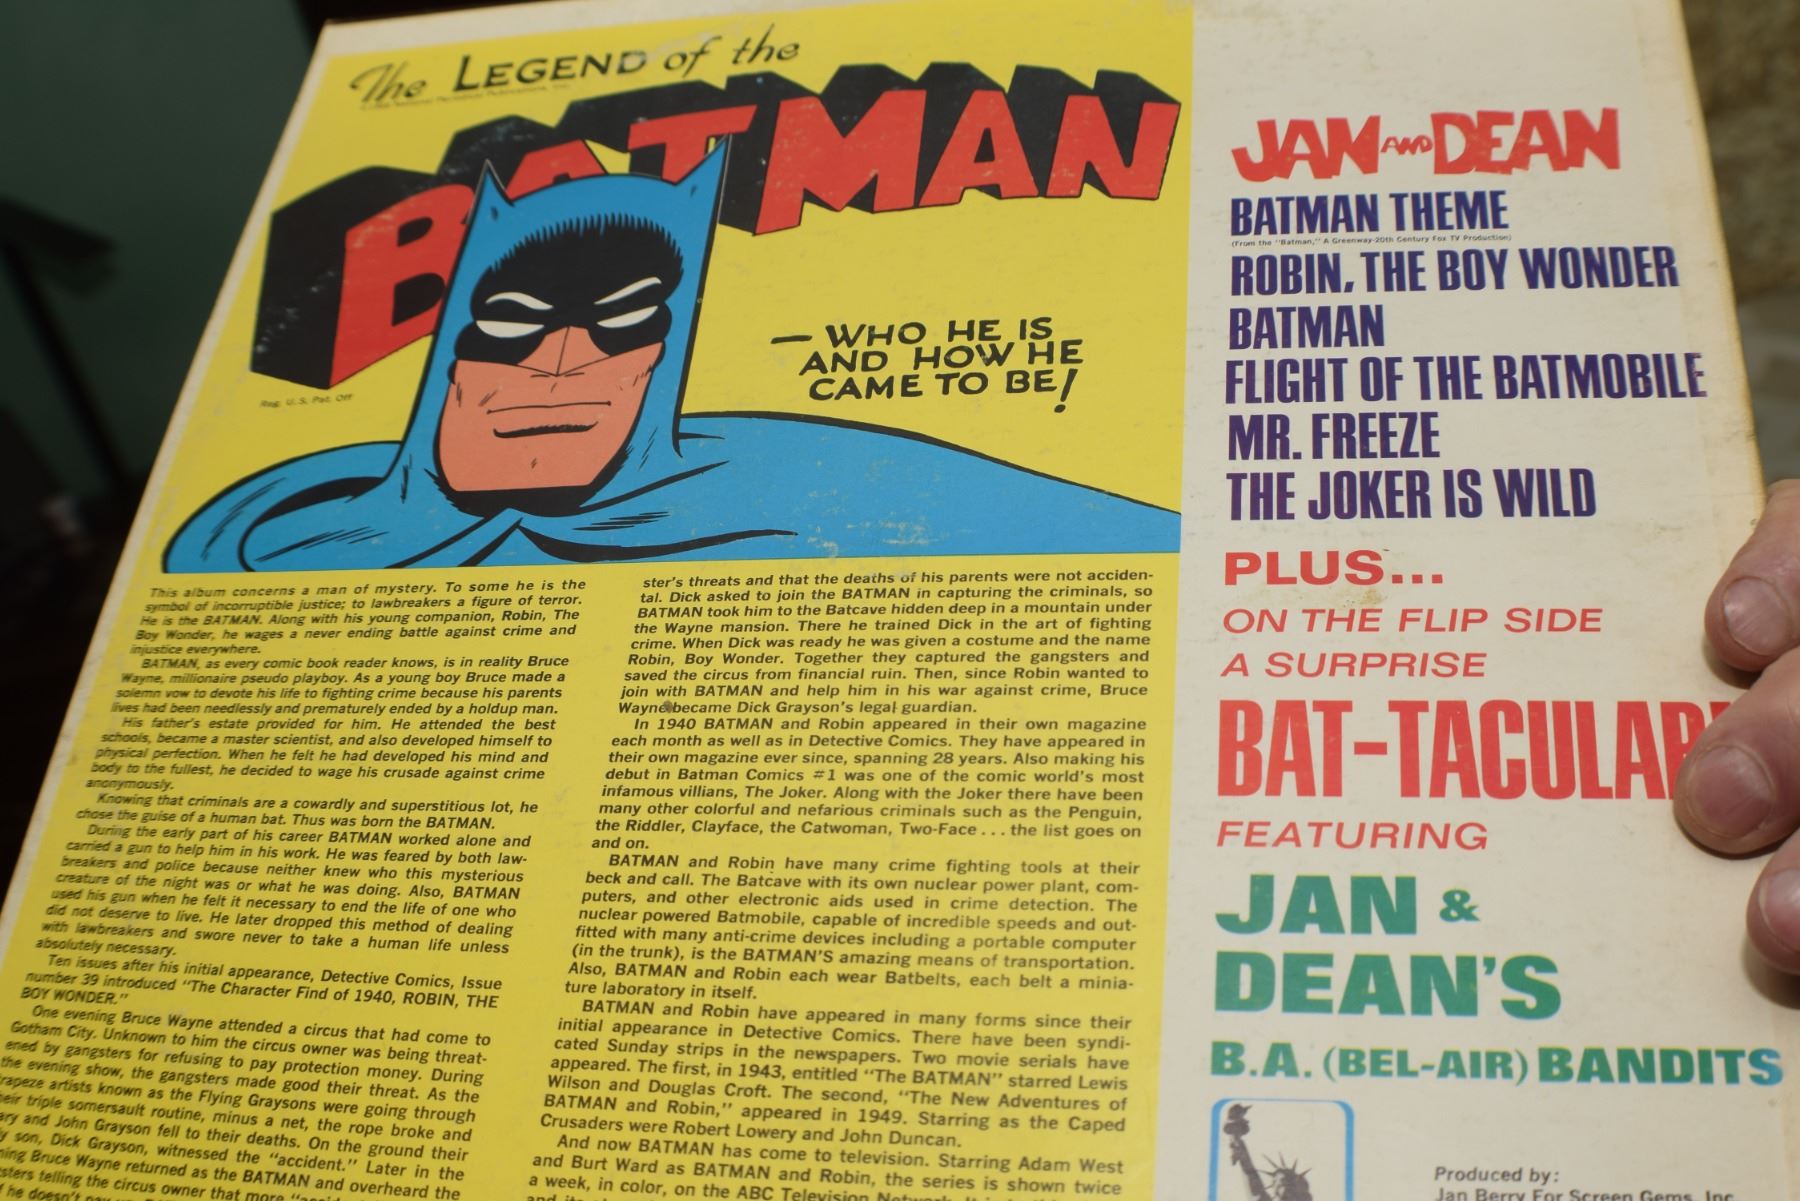 The LEGEND of the
BATMAN
Reg. U. S. Pat. Off
— WHO HE IS
AND HOW HE
CAME TO BE!
This album concerns a man of mystery. To some he is the
symbol of incorruptible justice; to lawbreakers a figure of terror.
He is the BATMAN. Along with his young companion, Robin, The
Boy Wonder, he wages a never ending battle against crime and
injustice everywhere.
BATMAN, as every comic book reader knows, is in reality Bruce
Wayne, millionaire pseudo playboy. As a young boy Bruce made a
solemn vow to devote his life to fighting crime because his parents
lives had been needlessly and prematurely ended by a holdup man.
His father's estate provided for him. He attended the best
schools, became a master scientist, and also developed himself to
physical perfection. When he felt he had developed his mind and
body to the fullest, he decided to wage his crusade against crime
anonymously.
Knowing that criminals are a cowardly and superstitious lot, he
chose the guise of a human bat. Thus was born the BATMAN.
During the early part of his career BATMAN worked alone and
carried a gun to help him in his work. He was feared by both law-
breakers and police because neither knew who this mysterious
creature of the night was or what he was doing. Also, BATMAN
used his gun when he felt it necessary to end the life of one who
did not deserve to live. He later dropped this method of dealing
with lawbreakers and swore never to take a human life unless
absolutely necessary.
Ten issues after his initial appearance, Detective Comics, Issue
number 39 introduced "The Character Find of 1940, ROBIN, THE
BOY WONDER."
One evening Bruce Wayne attended a circus that had come to
Gotham City. Unknown to him the circus owner was being threat-
ened by gangsters for refusing to pay protection money. During
the evening show, the gangsters made good their threat. As the
trapeze artists known as the Flying Graysons were going through
their triple somersault routine, minus a net, the rope broke and
and John Grayson fell to their deaths. On the ground their
son, Dick Grayson, witnessed the "accident." Later in the
Bruce Wayne returned as the BATMAN and overheard the
telling the circus owner that more
he doesn't
ster's threats and that the deaths of his parents were not acciden-
tal. Dick asked to join the BATMAN in capturing the criminals, so
BATMAN took him to the Batcave hidden deep in a mountain under
the Wayne mansion. There he trained Dick in the art of fighting
crime. When Dick was ready he was given a costume and the name
Robin, Boy Wonder. Together they captured the gangsters and
saved the circus from financial ruin. Then, since Robin wanted to
join with BATMAN and help him in his war against crime, Bruce
Wayne became Dick Grayson's legal guardian.
In 1940 BATMAN and Robin appeared in their own magazine
each month as well as in Detective Comics. They have appeared in
their own magazine ever since, spanning 28 years. Also making his
debut in Batman Comics #1 was one of the comic world's most
infamous villians, The Joker. Along with the Joker there have been
many other colorful and nefarious criminals such as the Penguin,
the Riddler, Clayface, the Catwoman, Two-Face . . . the list goes on
and on.
BATMAN and Robin have many crime fighting tools at their
beck and call. The Batcave with its own nuclear power plant, com-
puters, and other electronic aids used in crime detection. The
nuclear powered Batmobile, capable of incredible speeds and out-
fitted with many anti-crime devices including a portable computer
(in the trunk), is the BATMAN'S amazing means of transportation.
Also, BATMAN and Robin each wear Batbelts, each belt a minia-
ture laboratory in itself.
BATMAN and Robin have appeared in many forms since their
initial appearance in Detective Comics. There have been syndi-
cated Sunday strips in the newspapers. Two movie serials have
appeared. The first, in 1943, entitled "The BATMAN" starred Lewis
Wilson and Douglas Croft. The second, "The New Adventures of
BATMAN and Robin," appeared in 1949. Starring as the Caped
Crusaders were Robert Lowery and John Duncan.
And now BATMAN has come to television. Starring Adam West
and Burt Ward as BATMAN and Robin, the series is shown twice
a week, in color, on the ABC Television Network.
JAN AND DEAN
BATMAN THEME
(From the "Batman," A Greenway-20th Century Fox TV Production)
ROBIN, THE BOY WONDER
BATMAN
FLIGHT OF THE BATMOBILE
MR. FREEZE
THE JOKER IS WILD
PLUS...
ON THE FLIP SIDE
A SURPRISE
BAT-TACULAR
FEATURING
JAN &
DEAN'S
B.A. (BEL-AIR) BANDITS
Produced by:
Jan Berry For Screen Gems, Inc.